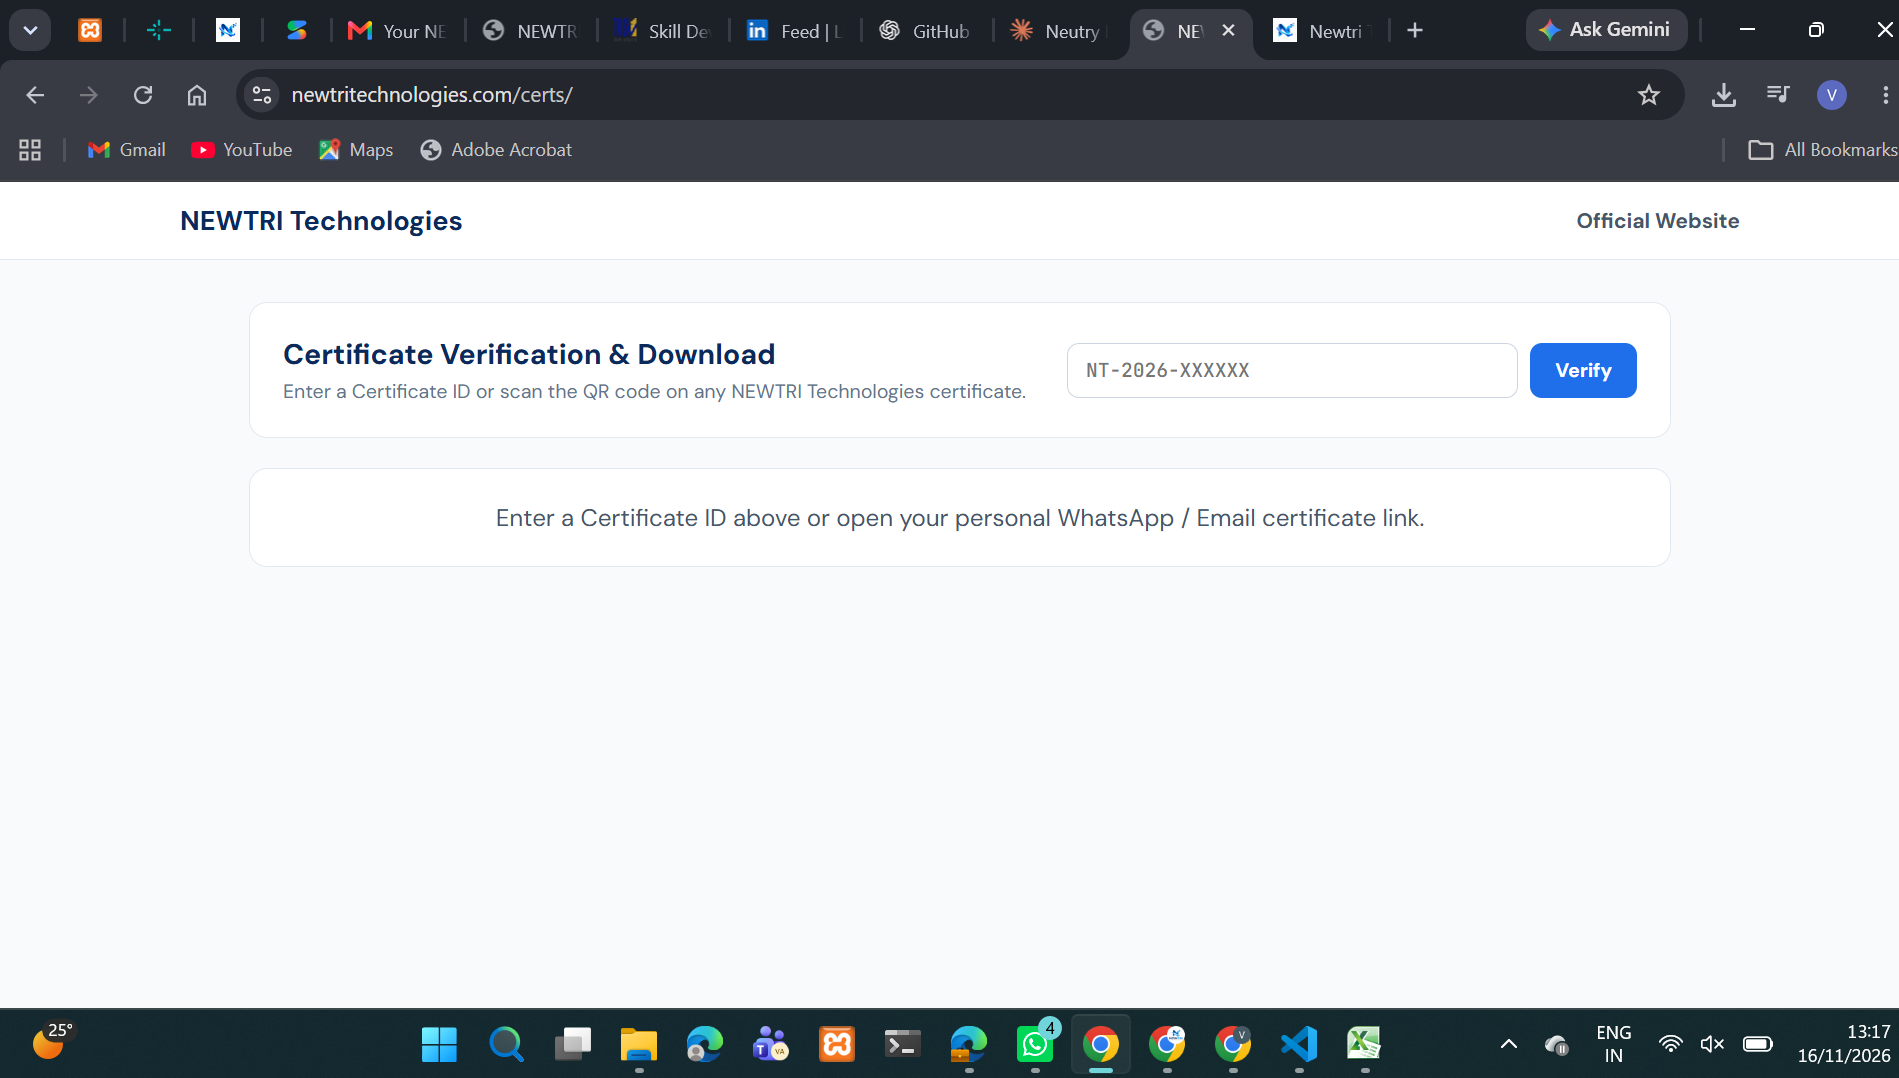 Your NE
NEWTR
Skill De
Feed | L
GitHub
Neutry
NE
Newtri
Ask Gemini
newtritechnologies.com/certs/
V
Gmail
YouTube
Maps
Adobe Acrobat
All Bookmarks
NEWTRI Technologies
Official Website
Certificate Verification & Download
Enter a Certificate ID or scan the QR code on any NEWTRI Technologies certificate.
NT-2026-XXXXXX
Verify
Enter a Certificate ID above or open your personal WhatsApp / Email certificate link.
25°
4
ENG
IN
13:17
16/11/2026